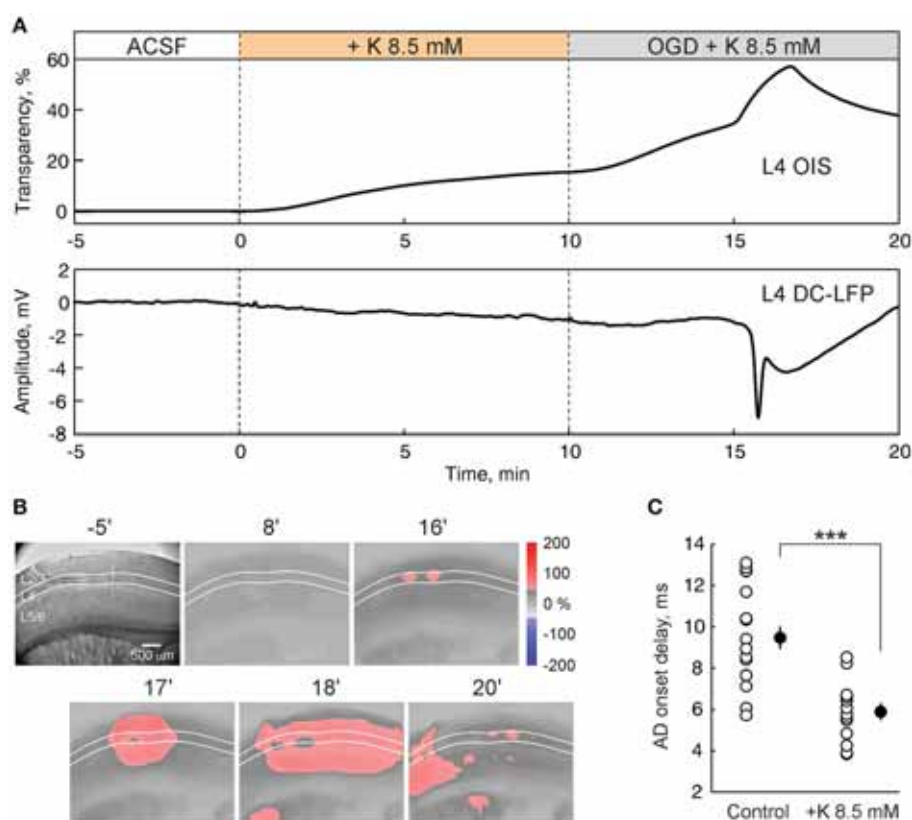 A
ACSF + K 8.5 mM OGD + K 8.5 mM
Transparency, %
60
40
20
0
L4 OIS
-5 0 5 10 15 20
Amplitude, mV
2
0
-2
-4
-6
-8
L4 DC-LFP
-5 0 5 10 15 20
Time, min
B
-5' 8' 16'
L5/6
500 µm
200
100
0 %
-100
-200
17' 18' 20'
C
***
AD onset delay, ms
14
12
10
8
6
4
2
Control +K 8.5 mM